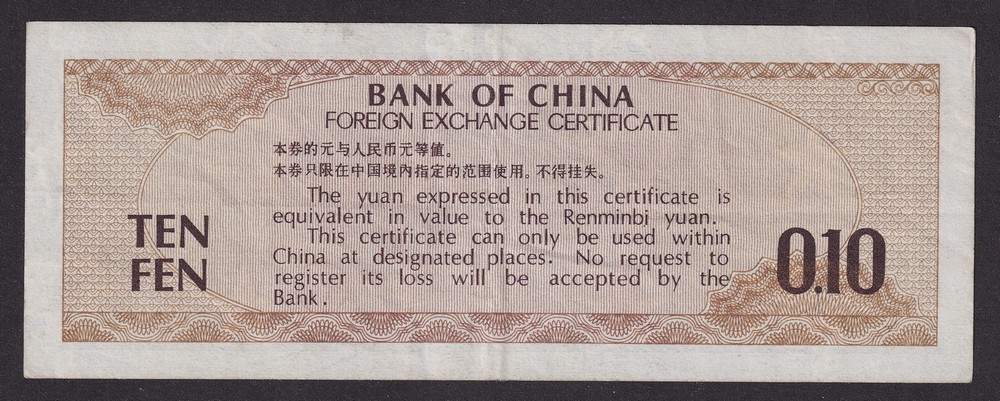 BANK OF CHINA
FOREIGN EXCHANGE CERTIFICATE
本券的元与人民币元等值。
本券只限在中国境内指定的范围使用。不得挂失。
The yuan expressed in this certificate is
equivalent in value to the Renminbi yuan.
This certificate can only be used within
China at designated places. No request to
register its loss will be accepted by the
Bank.
TEN
FEN
0.10